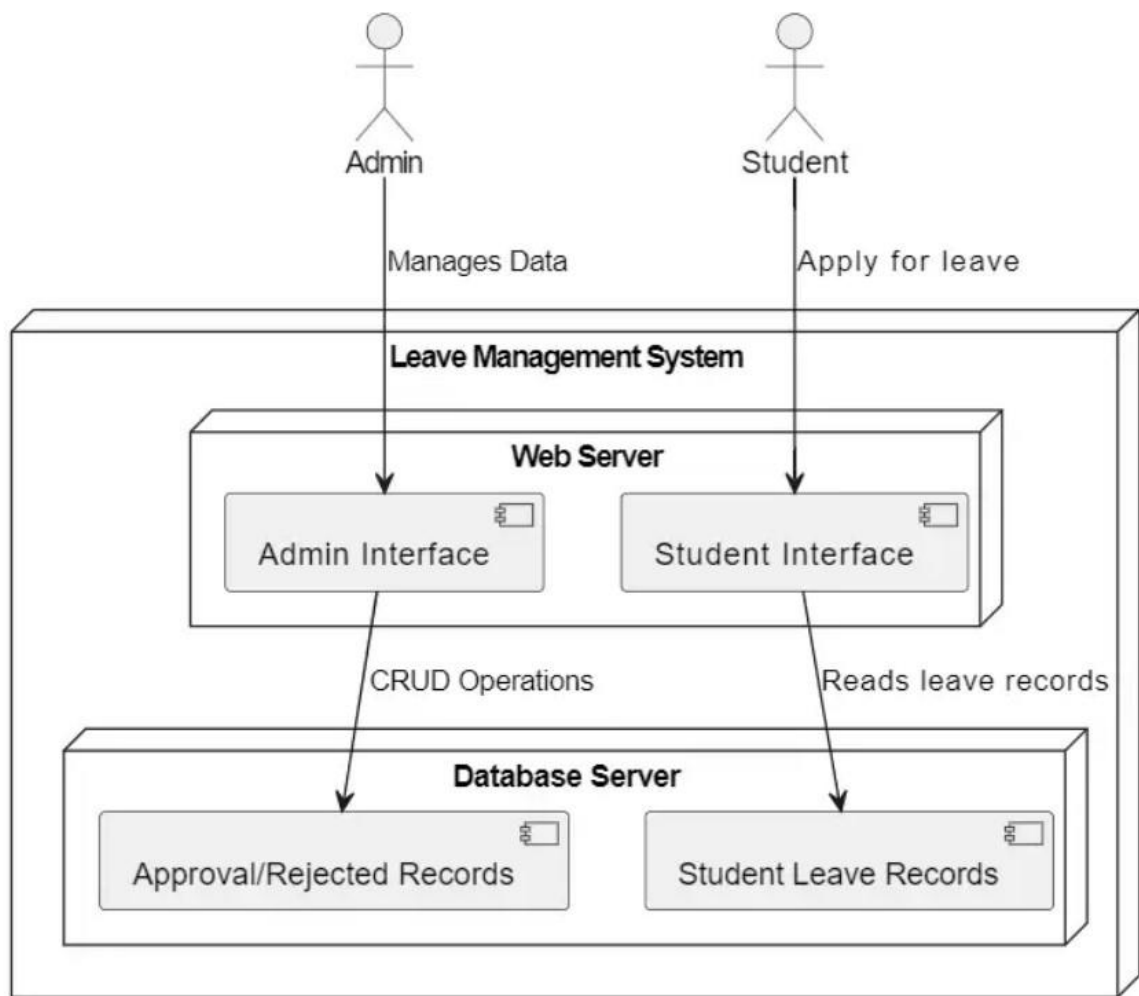 Admin
Student
Manages Data
Apply for leave
Leave Management System
Web Server
Admin Interface
Student Interface
CRUD Operations
Reads leave records
Database Server
Approval/Rejected Records
Student Leave Records